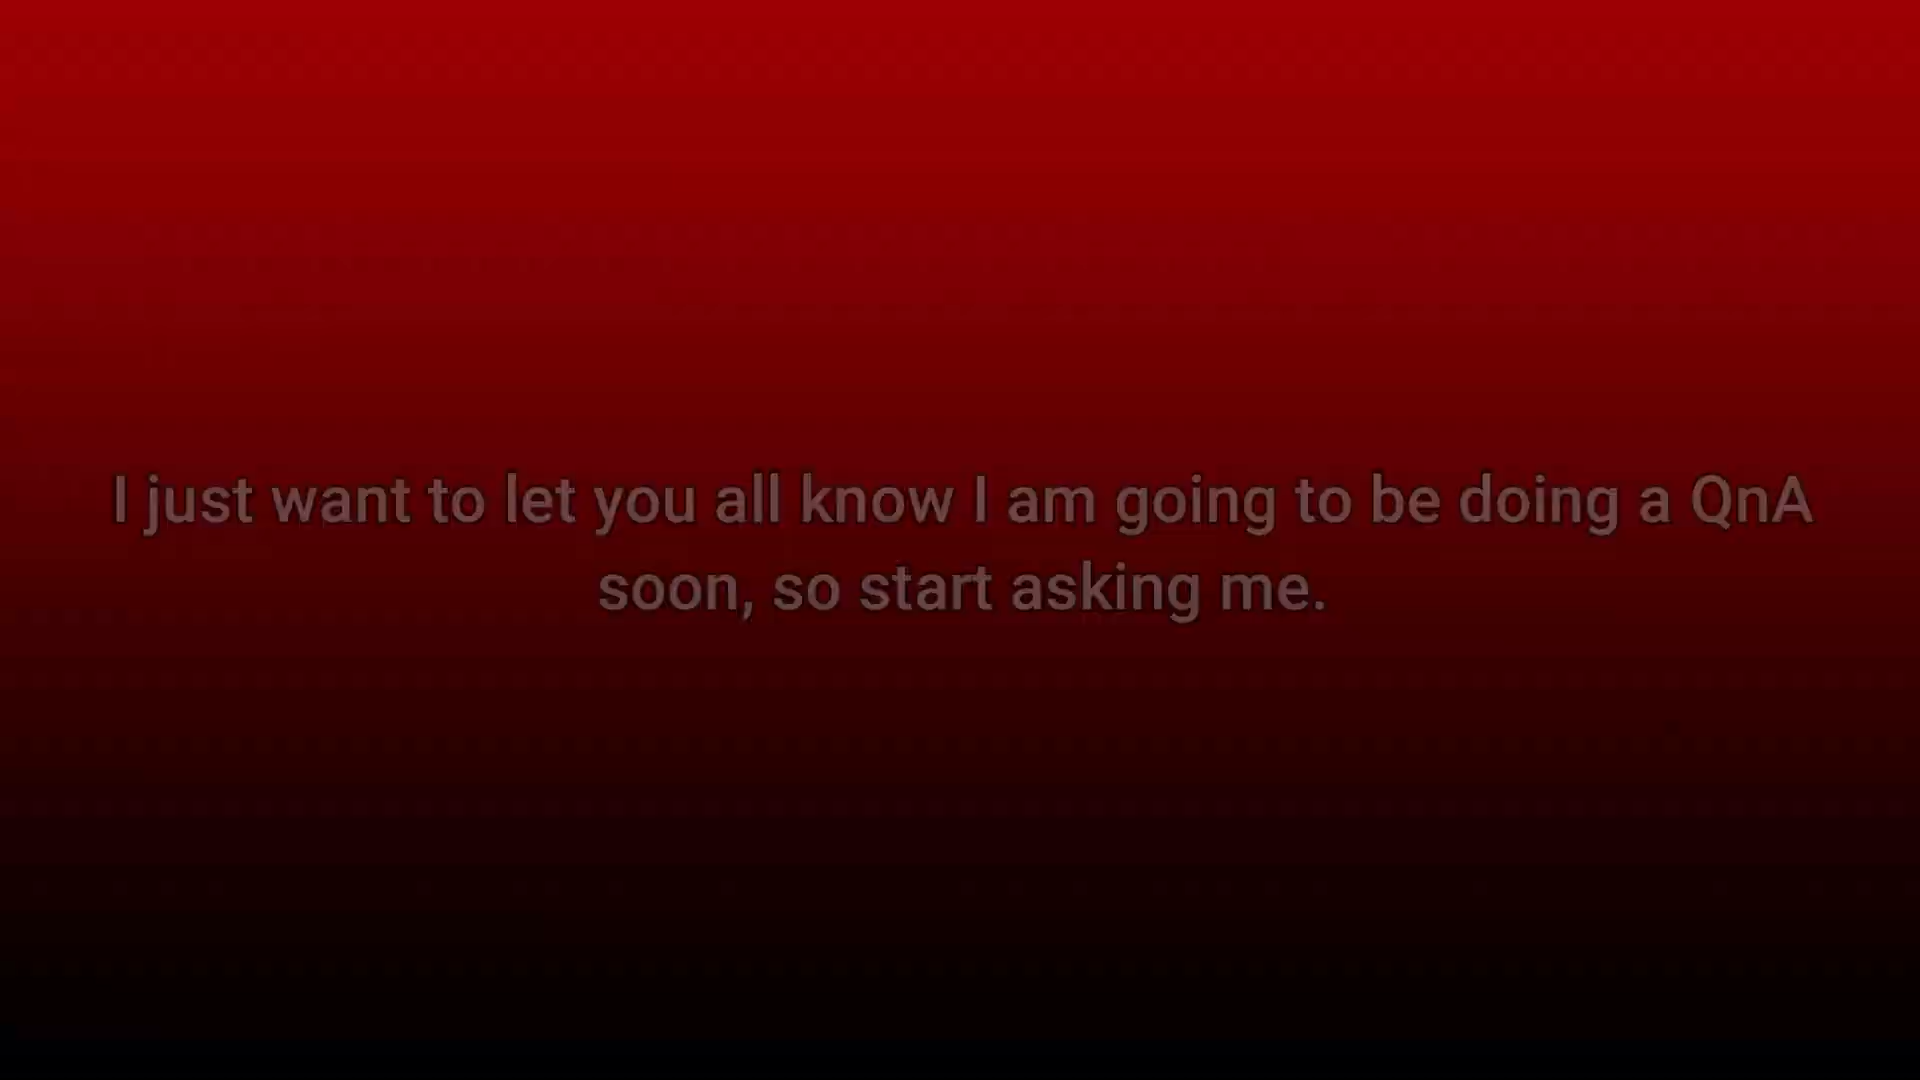 I just want to let you all know I am going to be doing a QnA
soon, so start asking me.